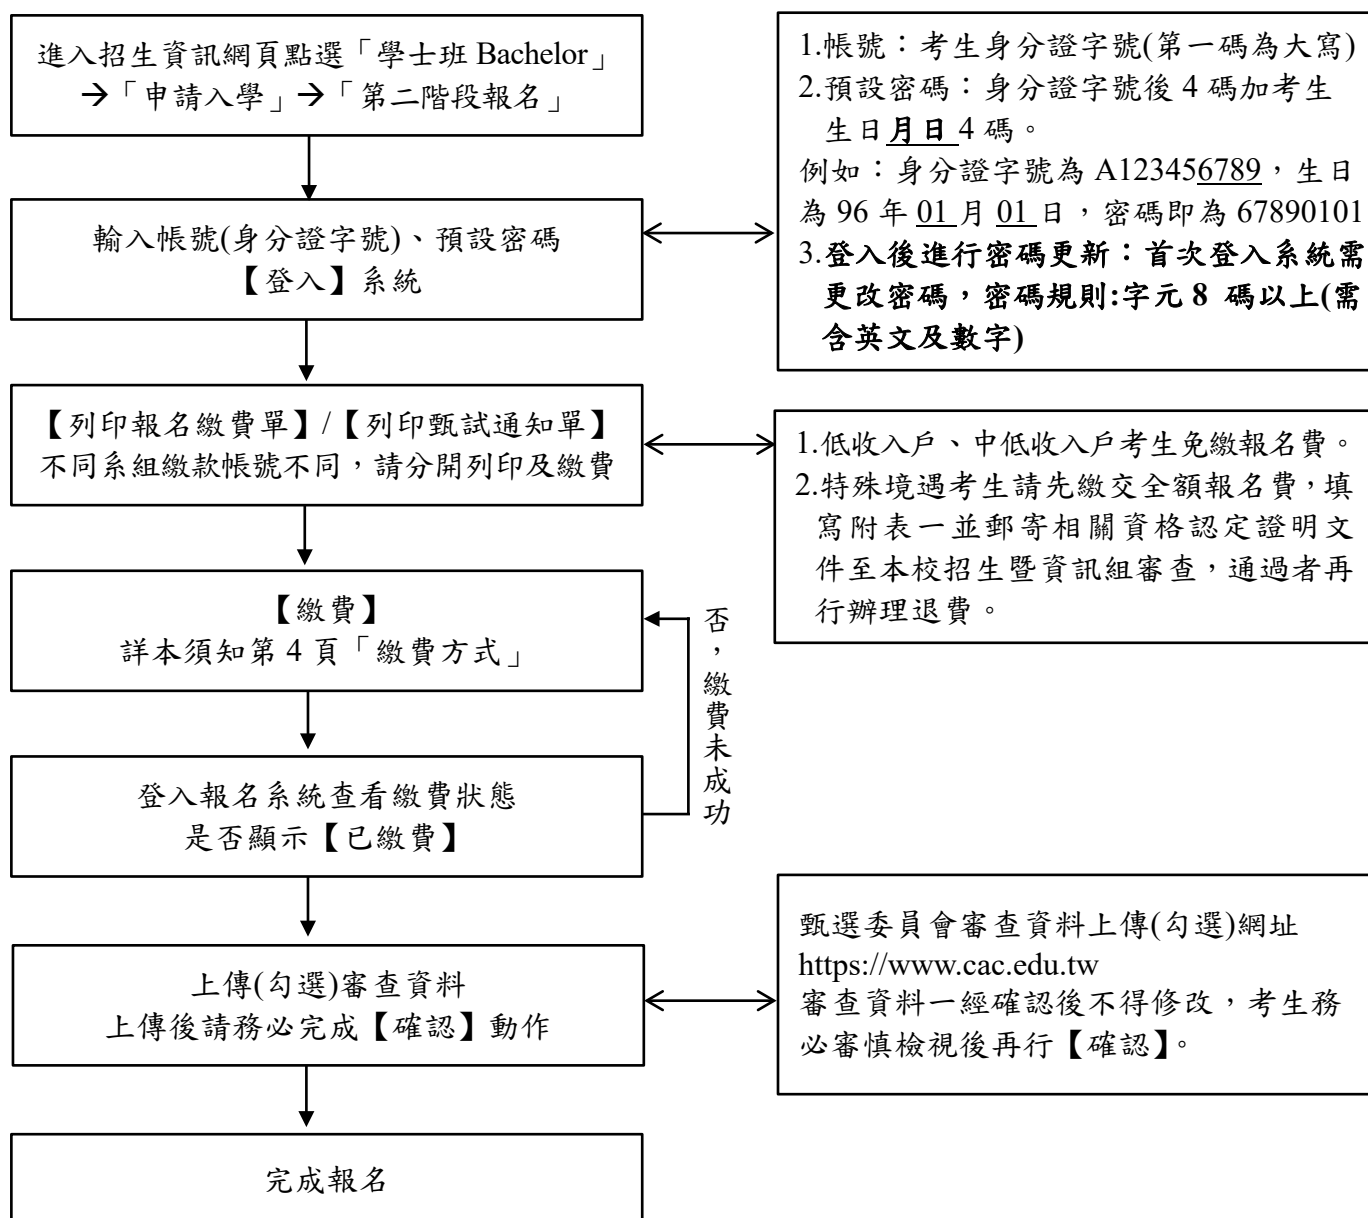 進入招生資訊網頁點選「學士班 Bachelor」
→「申請入學」→「第二階段報名」
1.帳號：考生身分證字號(第一碼為大寫)
2.預設密碼：身分證字號後 4 碼加考生
生日月日 4 碼。
例如：身分證字號為 A123456789，生日
為 96 年 01 月 01 日，密碼即為 67890101
3.登入後進行密碼更新：首次登入系統需
更改密碼，密碼規則:字元 8 碼以上(需
含英文及數字)
輸入帳號(身分證字號)、預設密碼
【登入】系統
【列印報名繳費單】/【列印甄試通知單】
不同系組繳款帳號不同，請分開列印及繳費
1.低收入戶、中低收入戶考生免繳報名費。
2.特殊境遇考生請先繳交全額報名費，填
寫附表一並郵寄相關資格認定證明文
件至本校招生暨資訊組審查，通過者再
行辦理退費。
【繳費】
詳本須知第 4 頁「繳費方式」
否，繳費未成功
登入報名系統查看繳費狀態
是否顯示【已繳費】
上傳(勾選)審查資料
上傳後請務必完成【確認】動作
甄選委員會審查資料上傳(勾選)網址
https://www.cac.edu.tw
審查資料一經確認後不得修改，考生務
必審慎檢視後再行【確認】。
完成報名